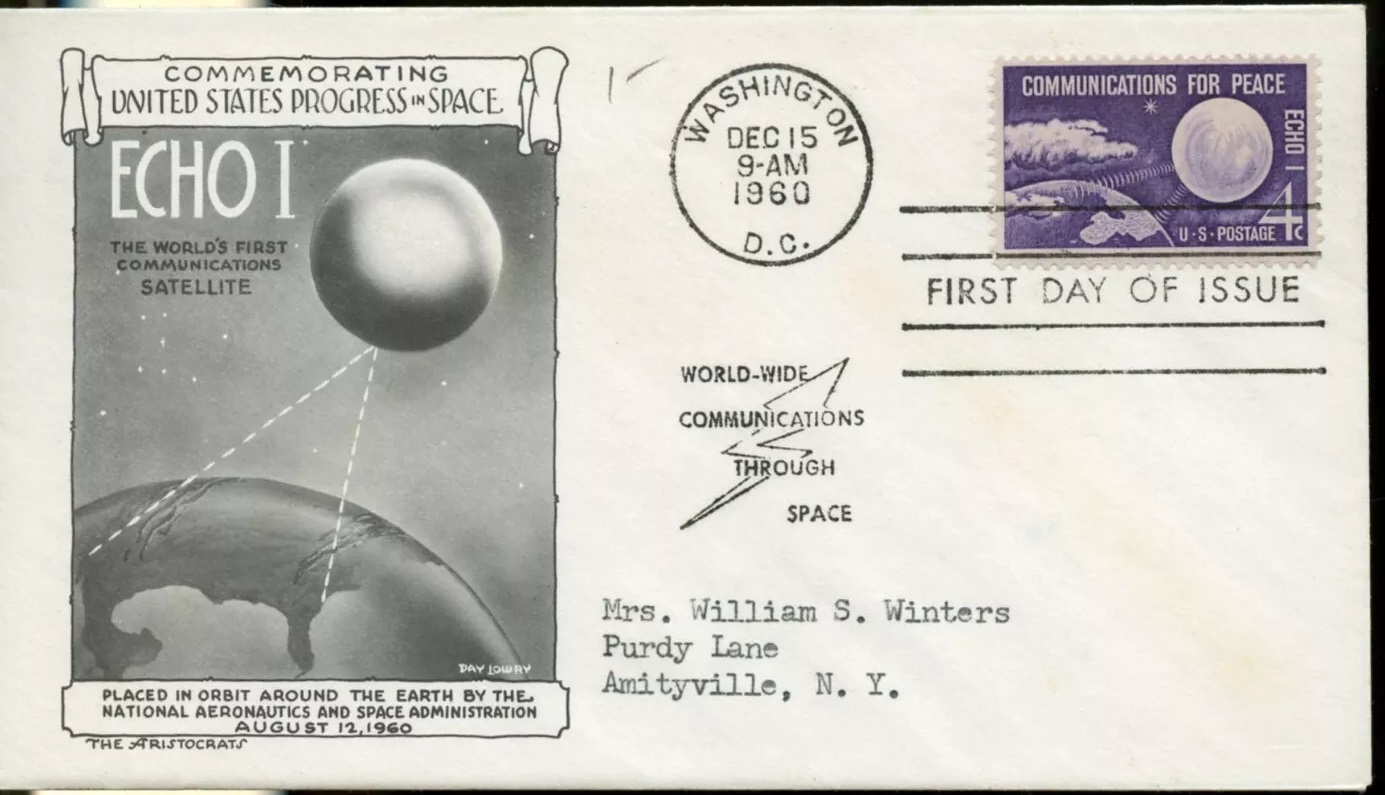 COMMEMORATING
UNITED STATES PROGRESS IN SPACE
ECHO I
THE WORLD'S FIRST
COMMUNICATIONS
SATELLITE
DAY LOWRY
PLACED IN ORBIT AROUND THE EARTH BY THE
NATIONAL AERONAUTICS AND SPACE ADMINISTRATION
AUGUST 12, 1960
THE ARISTOCRATS
WASHINGTON
DEC 15
9-AM
1960
D.C.
COMMUNICATIONS FOR PEACE
ECHO I
4c
U·S·POSTAGE
FIRST DAY OF ISSUE
WORLD-WIDE
COMMUNICATIONS
THROUGH
SPACE
Mrs. William S. Winters
Purdy Lane
Amityville, N. Y.